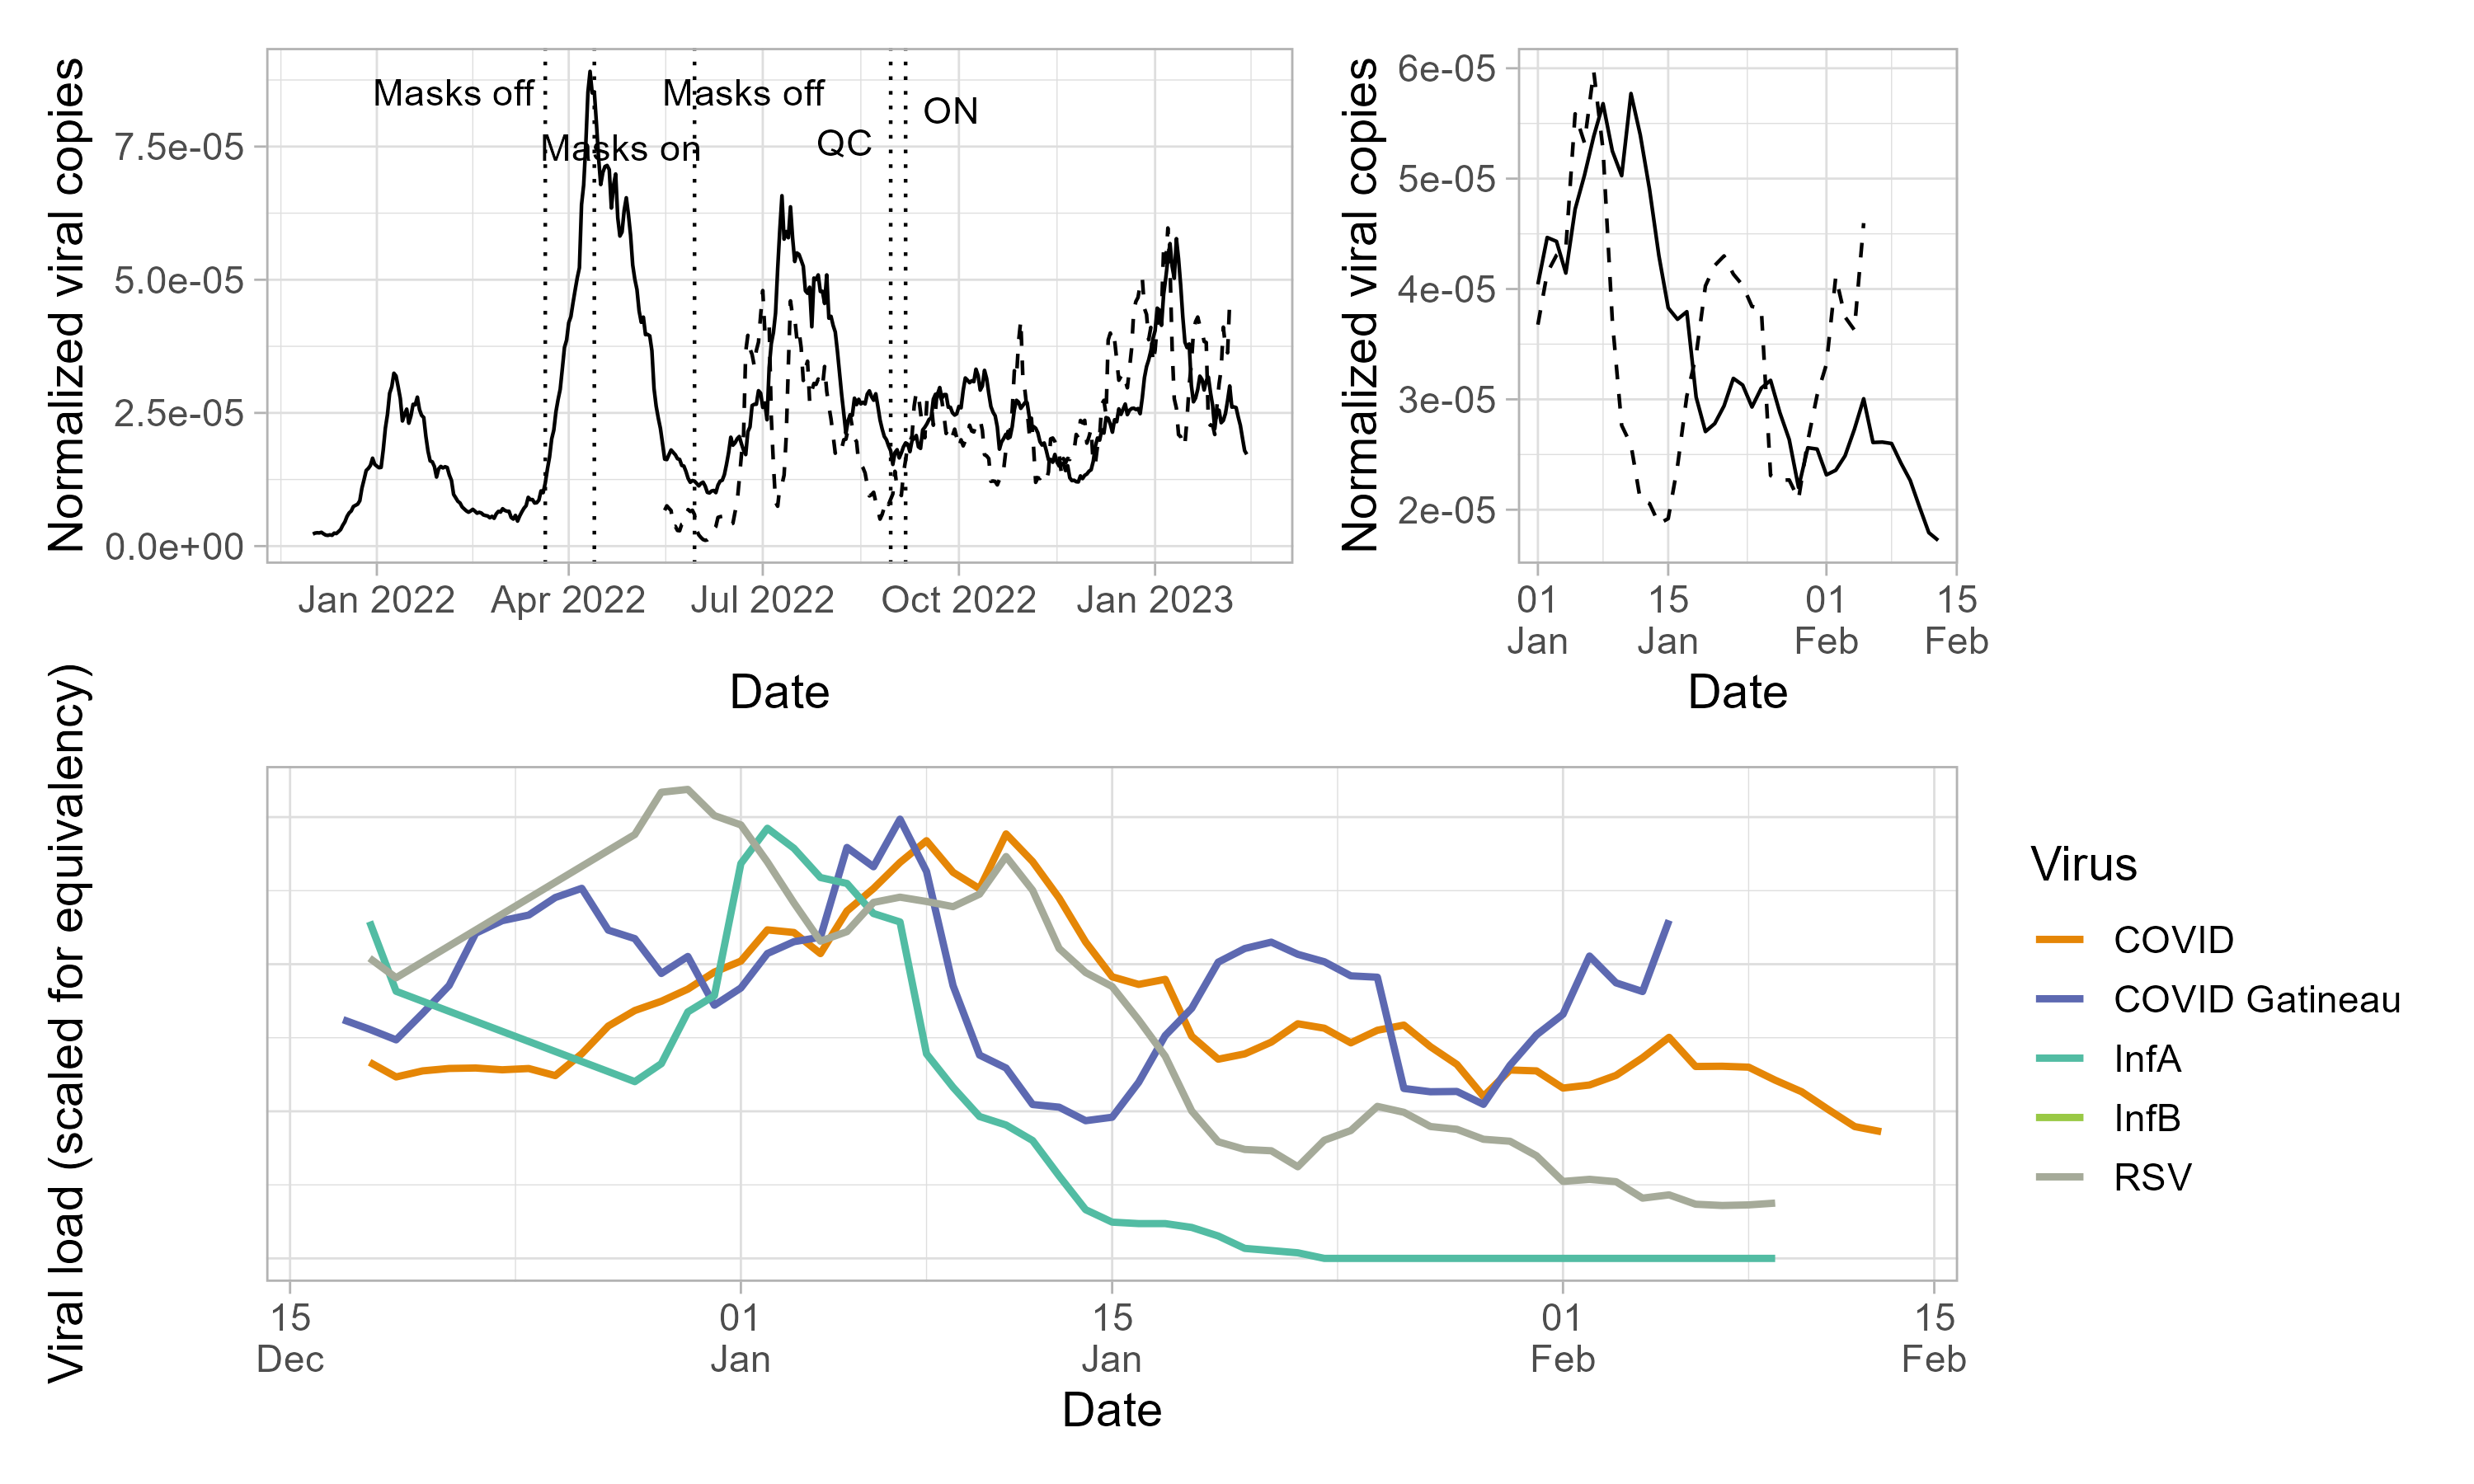 Normalized viral copies
Masks off
Masks on
Masks off
QC
ON
7.5e-05
5.0e-05
2.5e-05
0.0e+00
Jan 2022
Apr 2022
Jul 2022
Oct 2022
Jan 2023
Date
Normalized viral copies
6e-05
5e-05
4e-05
3e-05
2e-05
01
Jan
15
Jan
01
Feb
15
Feb
Date
Viral load (scaled for equivalency)
15
Dec
01
Jan
15
Jan
01
Feb
15
Feb
Date
Virus
COVID
COVID Gatineau
InfA
InfB
RSV